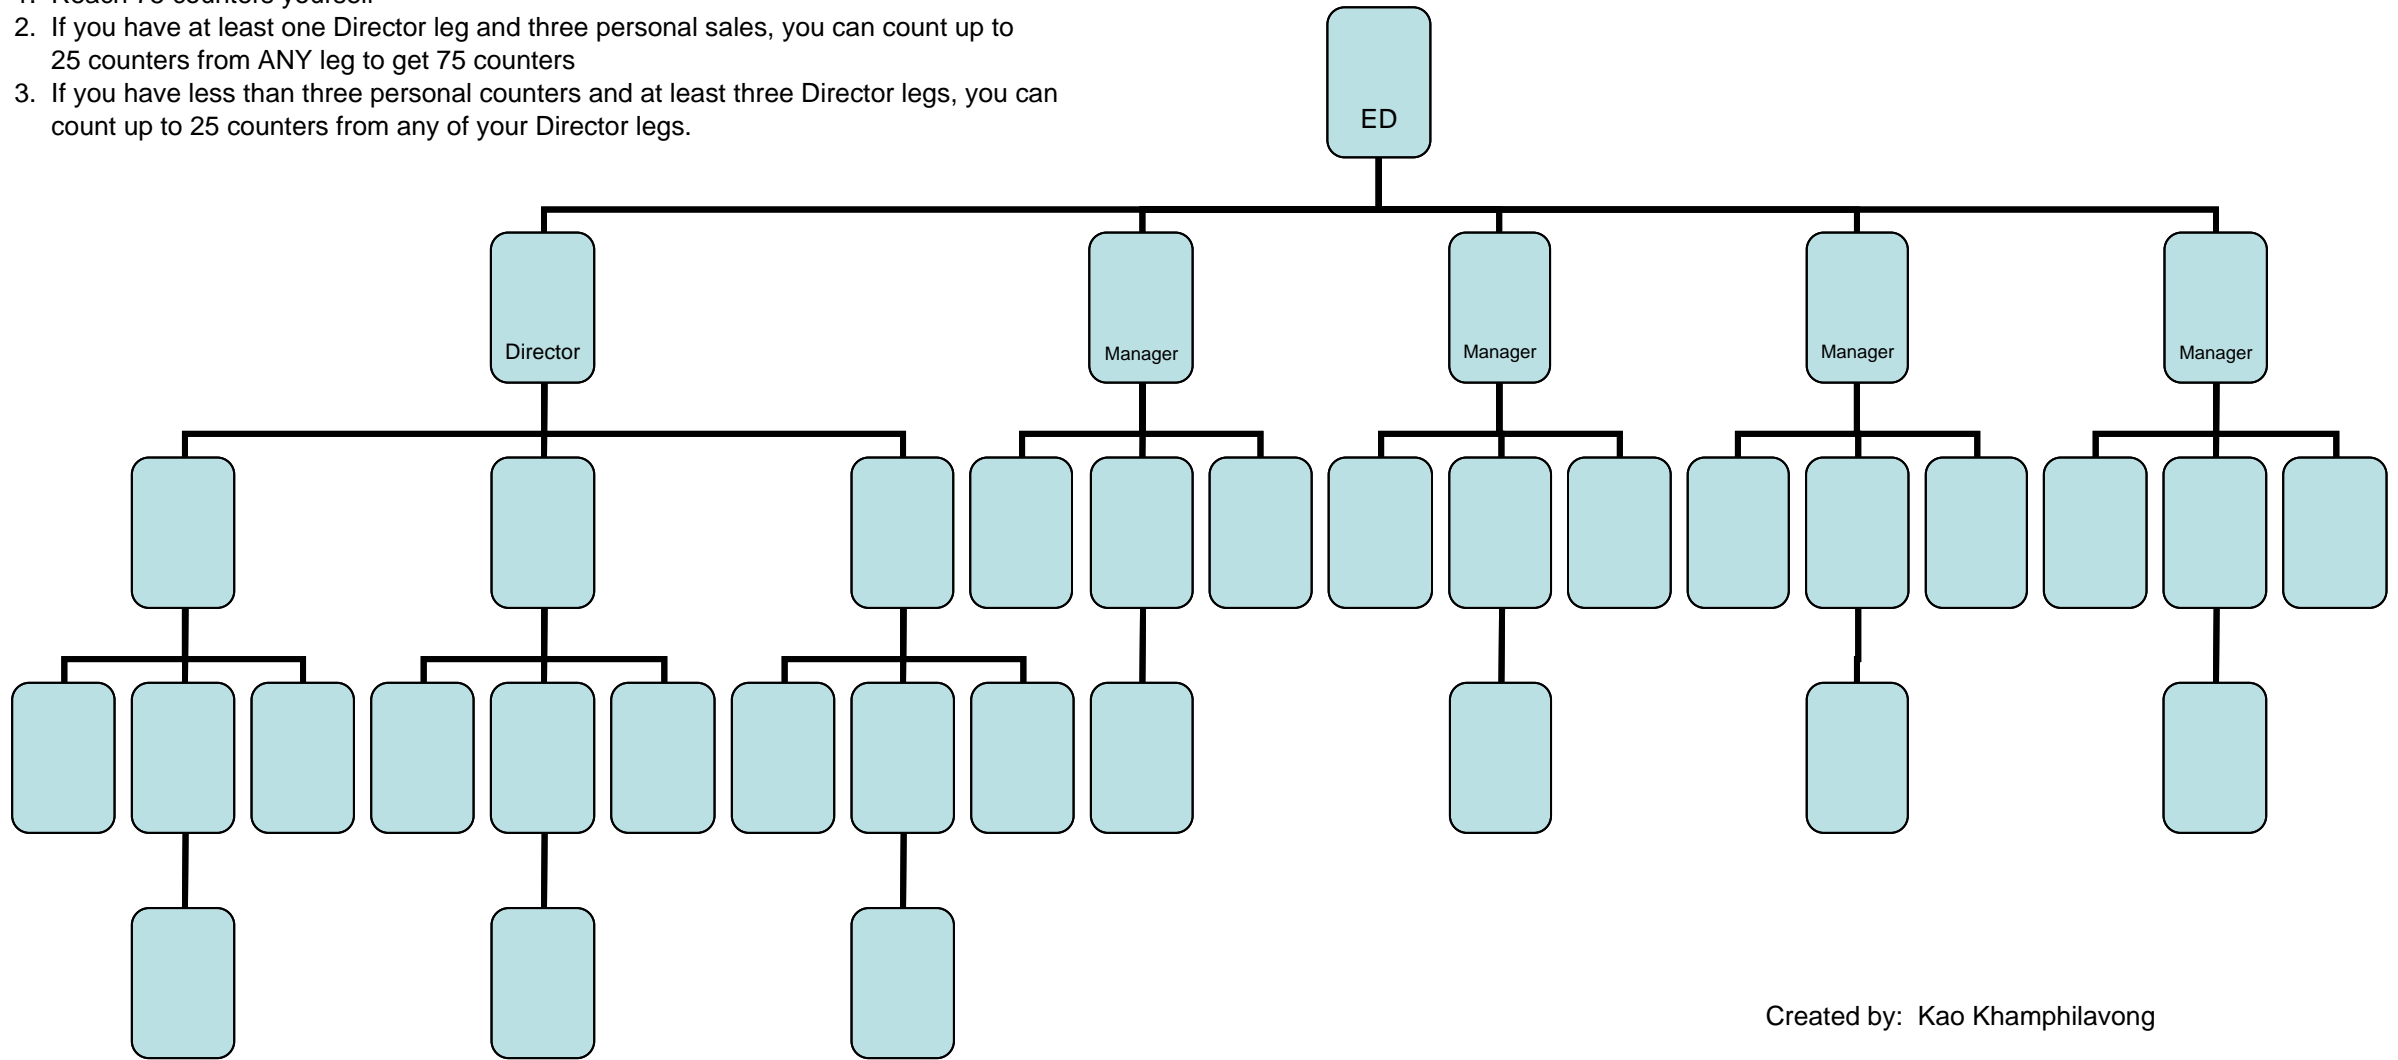 2. If you have at least one Director leg and three personal sales, you can count up to
25 counters from ANY leg to get 75 counters
3. If you have less than three personal counters and at least three Director legs, you can
count up to 25 counters from any of your Director legs.
ED
Director
Manager
Manager
Manager
Manager
Created by: Kao Khamphilavong